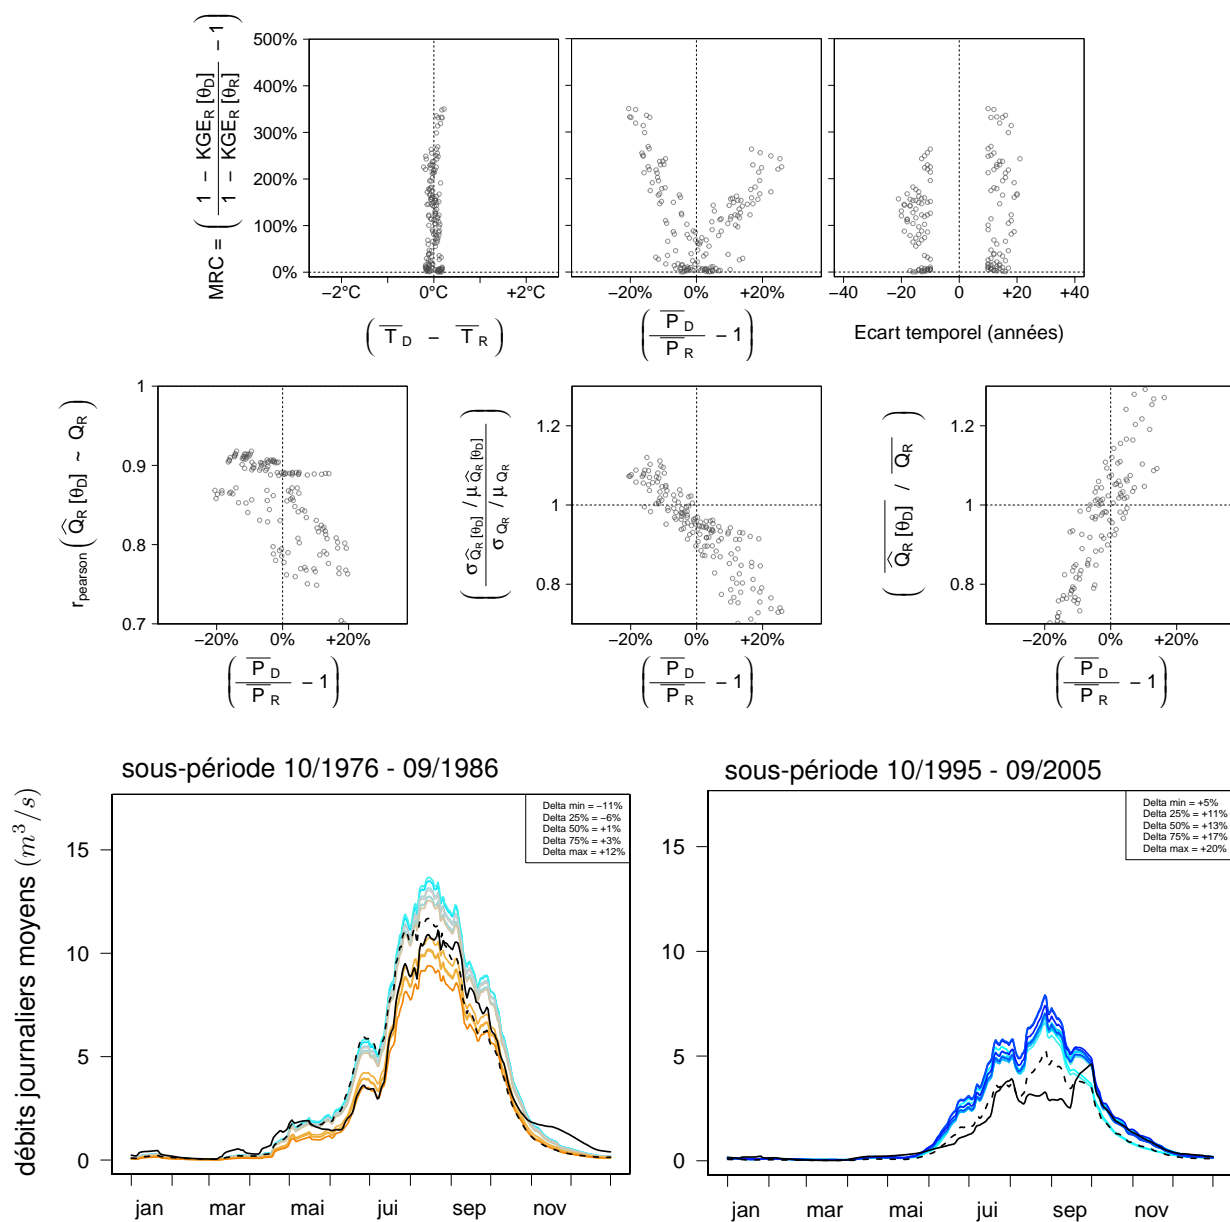 MRC = ( 1 − KGE_R [θ_D] / 1 − KGE_R [θ_R] − 1 )
500%
400%
300%
200%
100%
0%
−2°C 0°C +2°C
−20% 0% +20%
−40 −20 0 +20 +40
( T_D − T_R )
( P_D / P_R − 1 )
Ecart temporel (années)
r_pearson ( Q̂_R [θ_D] ~ Q_R )
1
0.9
0.8
0.7
−20% 0% +20%
( P_D / P_R − 1 )
( σ Q̂_R [θ_D] / μ Q̂_R [θ_D] / σ Q_R / μ Q_R )
1.2
1
0.8
−20% 0% +20%
( P_D / P_R − 1 )
( Q̂_R [θ_D] / Q_R )
1.2
1
0.8
−20% 0% +20%
( P_D / P_R − 1 )
sous-période 10/1976 - 09/1986
débits journaliers moyens (m³/s)
Delta min = −11%
Delta 25% = −6%
Delta 50% = +1%
Delta 75% = +3%
Delta max = +12%
15
10
5
0
jan mar mai jui sep nov
sous-période 10/1995 - 09/2005
Delta min = +5%
Delta 25% = +11%
Delta 50% = +13%
Delta 75% = +17%
Delta max = +20%
15
10
5
0
jan mar mai jui sep nov